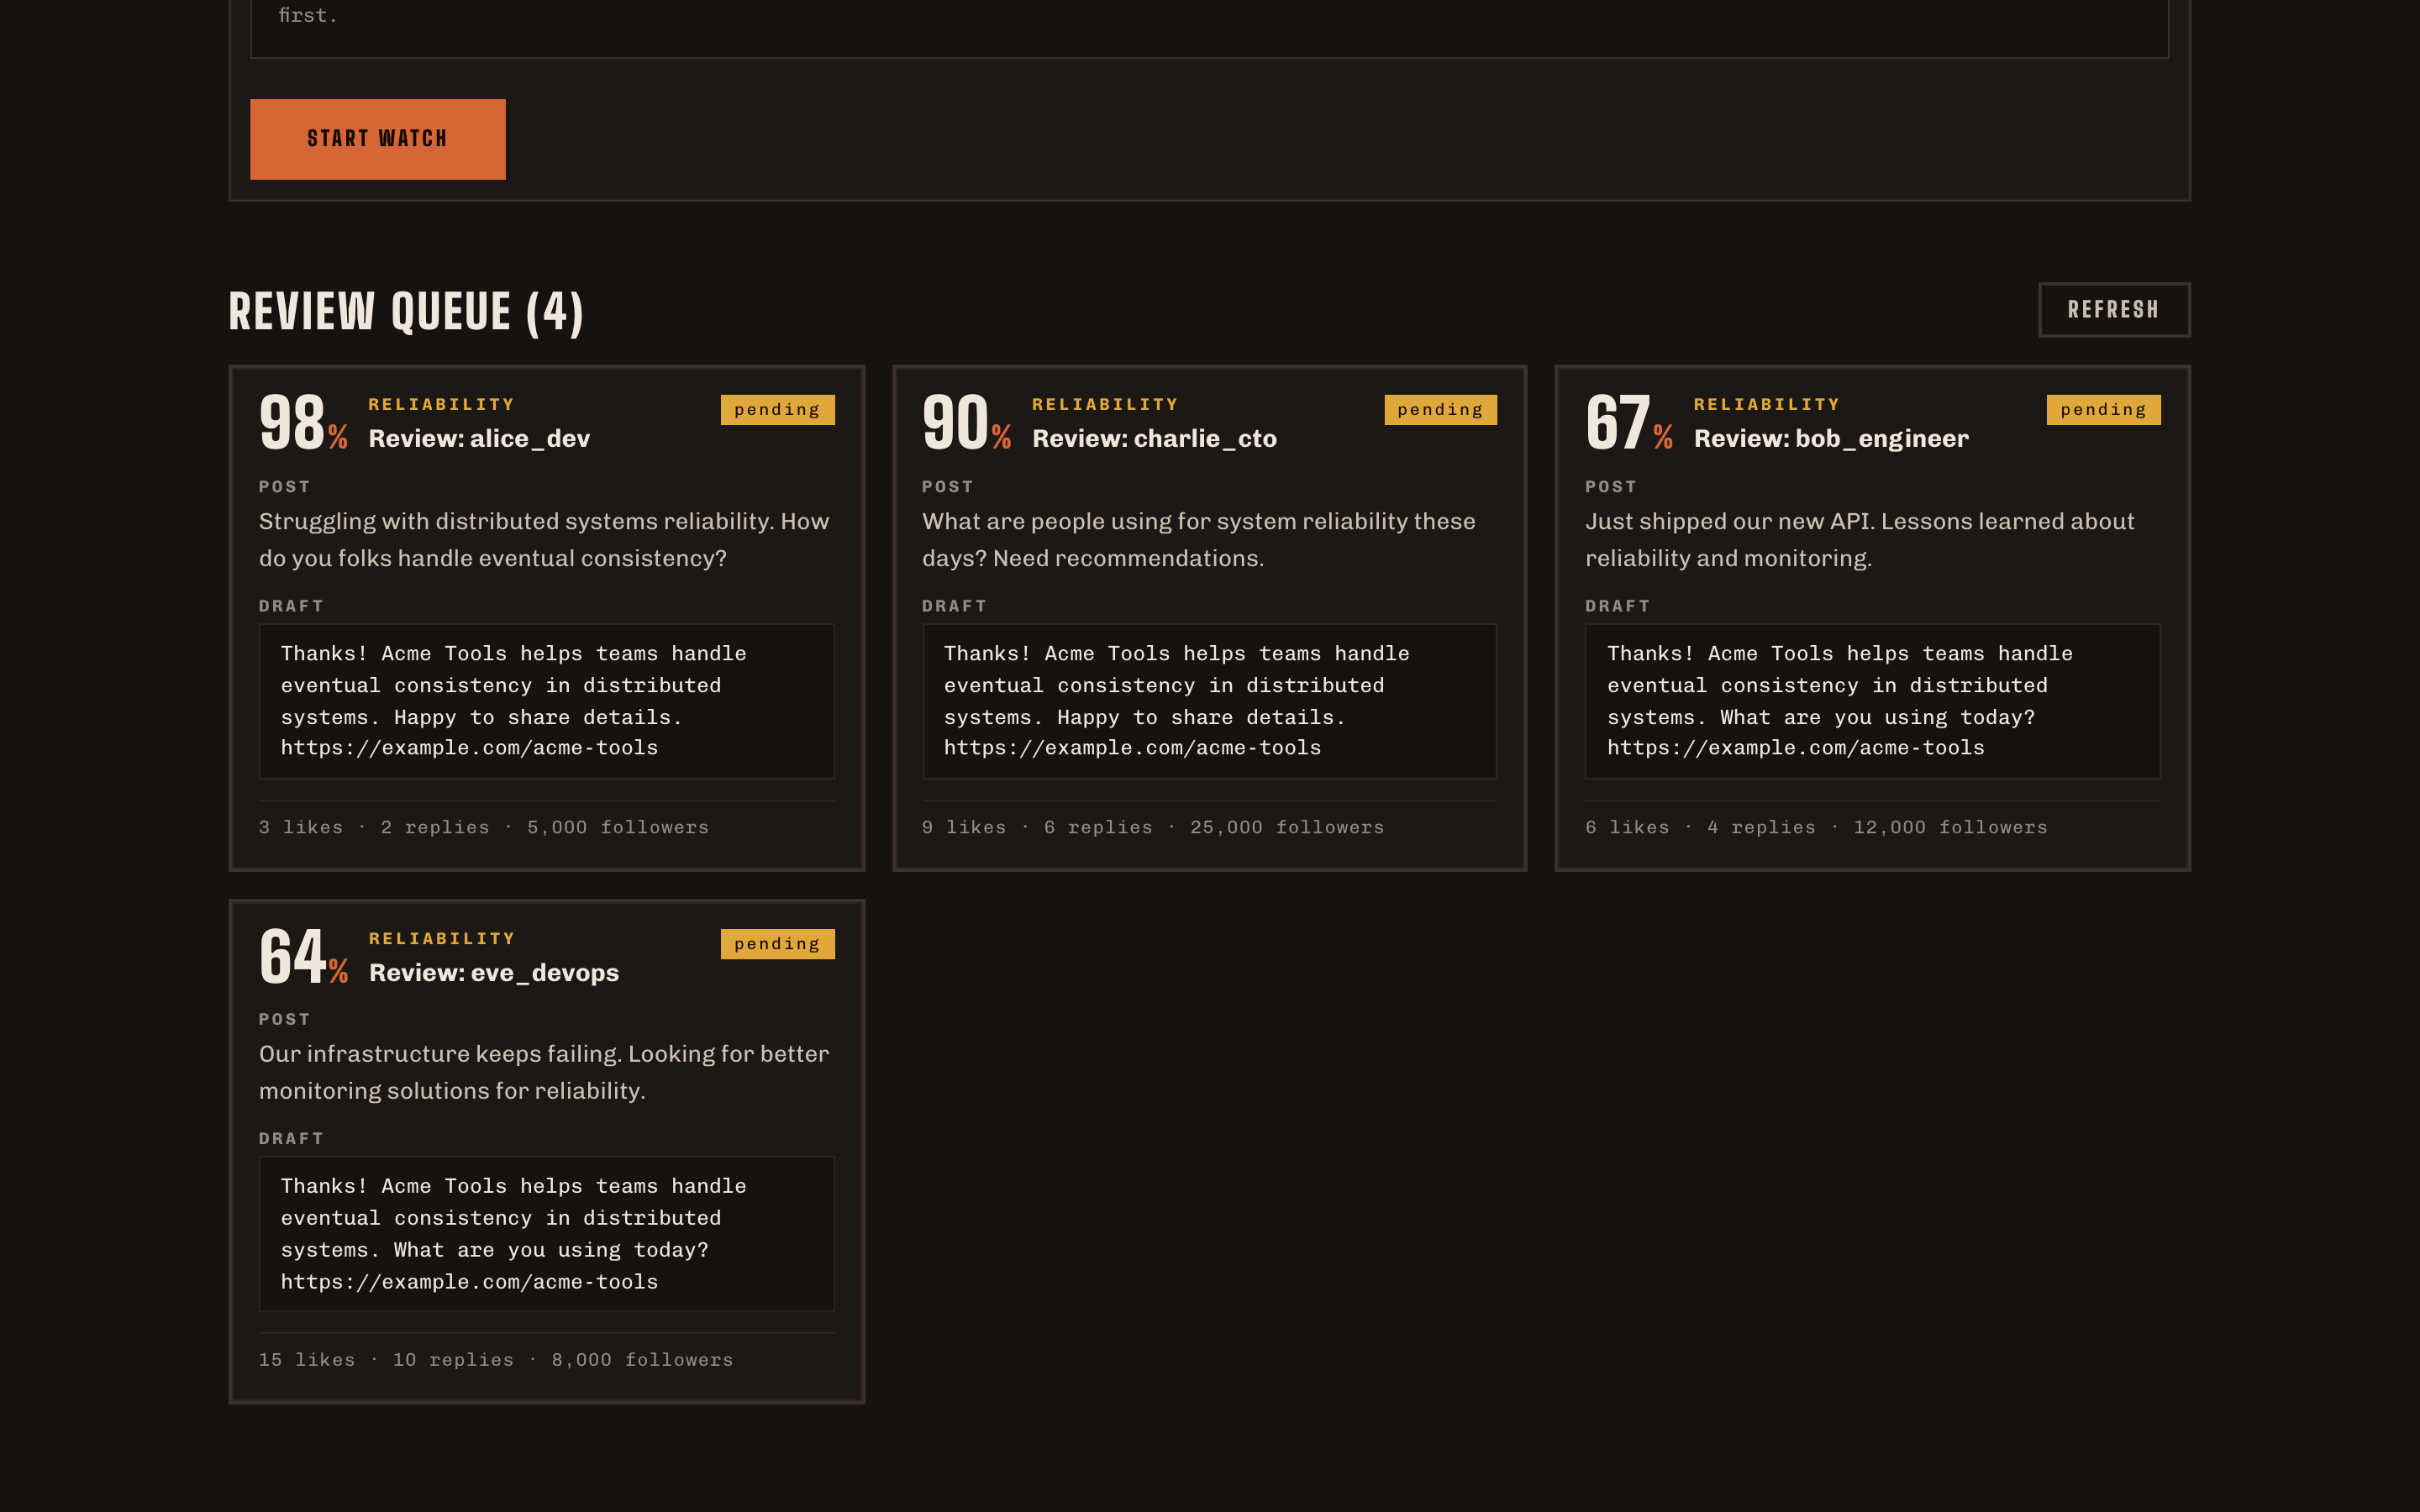 first.
START WATCH
REVIEW QUEUE (4)
REFRESH
98%
RELIABILITY
Review: alice_dev
pending
POST
Struggling with distributed systems reliability. How
do you folks handle eventual consistency?
DRAFT
Thanks! Acme Tools helps teams handle
eventual consistency in distributed
systems. Happy to share details.
https://example.com/acme-tools
3 likes · 2 replies · 5,000 followers
90%
RELIABILITY
Review: charlie_cto
pending
POST
What are people using for system reliability these
days? Need recommendations.
DRAFT
Thanks! Acme Tools helps teams handle
eventual consistency in distributed
systems. Happy to share details.
https://example.com/acme-tools
9 likes · 6 replies · 25,000 followers
67%
RELIABILITY
Review: bob_engineer
pending
POST
Just shipped our new API. Lessons learned about
reliability and monitoring.
DRAFT
Thanks! Acme Tools helps teams handle
eventual consistency in distributed
systems. What are you using today?
https://example.com/acme-tools
6 likes · 4 replies · 12,000 followers
64%
RELIABILITY
Review: eve_devops
pending
POST
Our infrastructure keeps failing. Looking for better
monitoring solutions for reliability.
DRAFT
Thanks! Acme Tools helps teams handle
eventual consistency in distributed
systems. What are you using today?
https://example.com/acme-tools
15 likes · 10 replies · 8,000 followers